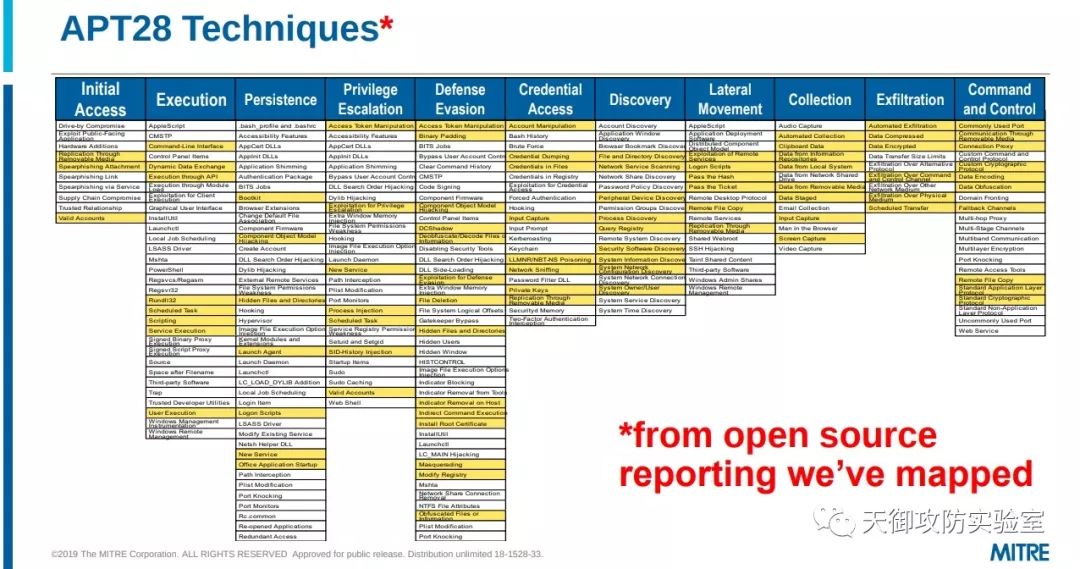 APT28 Techniques*
Initial
Access
Drive-by Compromise
Exploit Public-Facing
Application
Hardware Additions
Replication Through
Removable Media
Spearphishing Attachment
Spearphishing Link
Spearphishing via Service
Supply Chain Compromise
Trusted Relationship
Valid Accounts
Execution
AppleScript
CMSTP
Command-Line Interface
Control Panel Items
Dynamic Data Exchange
Execution through API
Execution through Module
Load
Exploitation for Client
Execution
Graphical User Interface
InstallUtil
Launchctl
Local Job Scheduling
LSASS Driver
Mshta
PowerShell
Regsvcs/Regasm
Regsvr32
Rundll32
Scheduled Task
Scripting
Service Execution
Signed Binary Proxy
Execution
Signed Script Proxy
Execution
Source
Space after Filename
Third-party Software
Trap
Trusted Developer Utilities
User Execution
Windows Management
Instrumentation
Windows Remote
Management
Persistence
.bash_profile and .bashrc
Accessibility Features
AppCert DLLs
AppInit DLLs
Application Shimming
Authentication Package
BITS Jobs
Bootkit
Browser Extensions
Change Default File
Association
Component Firmware
Component Object Model
Hijacking
Create Account
DLL Search Order Hijacking
Dylib Hijacking
External Remote Services
File System Permissions
Weakness
Hidden Files and Directories
Hooking
Hypervisor
Image File Execution Option
Injection
Kernel Modules and
Extensions
Launch Agent
Launch Daemon
Launchctl
LC_LOAD_DYLIB Addition
Local Job Scheduling
Login Item
Logon Scripts
LSASS Driver
Modify Existing Service
Netsh Helper DLL
New Service
Office Application Startup
Path Interception
Plist Modification
Port Knocking
Port Monitors
Rc.common
Re-opened Applications
Redundant Access
Privilege
Escalation
Access Token Manipulation
Accessibility Features
AppCert DLLs
AppInit DLLs
Application Shimming
Bypass User Account Contr
DLL Search Order Hijacking
Dylib Hijacking
Exploitation for Privilege
Escalation
Extra Window Memory
Injection
File System Permissions
Weakness
Hooking
Image File Execution Option
Injection
Launch Daemon
New Service
Path Interception
Plist Modification
Port Monitors
Process Injection
Scheduled Task
Service Registry Permission
Weakness
Setuid and Setgid
SID-History Injection
Startup Items
Sudo
Sudo Caching
Valid Accounts
Web Shell
Defense
Evasion
Access Token Manipulation
Binary Padding
BITS Jobs
Bypass User Account Contr
Clear Command History
CMSTP
Code Signing
Component Firmware
Component Object Model
Hijacking
Control Panel Items
DCShadow
Deobfuscate/Decode Files o
Information
Disabling Security Tools
DLL Search Order Hijacking
DLL Side-Loading
Exploitation for Defense
Evasion
Extra Window Memory
Injection
File Deletion
File System Logical Offsets
Gatekeeper Bypass
Hidden Files and Directories
Hidden Users
Hidden Window
HISTCONTROL
Image File Execution Option
Injection
Indicator Blocking
Indicator Removal from Tools
Indicator Removal on Host
Indirect Command Execution
Install Root Certificate
InstallUtil
Launchctl
LC_MAIN Hijacking
Masquerading
Modify Registry
Mshta
Network Share Connection
Removal
NTFS File Attributes
Obfuscated Files or
Information
Plist Modification
Port Knocking
Credential
Access
Account Manipulation
Bash History
Brute Force
Credential Dumping
Credentials in Files
Credentials in Registry
Exploitation for Credential
Access
Forced Authentication
Hooking
Input Capture
Input Prompt
Kerberoasting
Keychain
LLMNR/NBT-NS Poisoning
Network Sniffing
Password Filter DLL
Private Keys
Replication Through
Removable Media
Securityd Memory
Two-Factor Authentication
Interception
Discovery
Account Discovery
Application Window
Discovery
Browser Bookmark Discover
File and Directory Discovery
Network Service Scanning
Network Share Discovery
Password Policy Discovery
Peripheral Device Discovery
Permission Groups Discover
Process Discovery
Query Registry
Remote System Discovery
Security Software Discovery
System Information Discove
System Network
Configuration Discovery
System Network Connection
Discovery
System Owner/User
Discovery
System Service Discovery
System Time Discovery
Lateral
Movement
AppleScript
Application Deployment
Software
Distributed Component
Object Model
Exploitation of Remote
Services
Logon Scripts
Pass the Hash
Pass the Ticket
Remote Desktop Protocol
Remote File Copy
Remote Services
Replication Through
Removable Media
Shared Webroot
SSH Hijacking
Taint Shared Content
Third-party Software
Windows Admin Shares
Windows Remote
Management
Collection
Audio Capture
Automated Collection
Clipboard Data
Data from Information
Repositories
Data from Local System
Data from Network Shared
Drive
Data from Removable Media
Data Staged
Email Collection
Input Capture
Man in the Browser
Screen Capture
Video Capture
Exfiltration
Automated Exfiltration
Data Compressed
Data Encrypted
Data Transfer Size Limits
Exfiltration Over Alternative
Protocol
Exfiltration Over Command
and Control Channel
Exfiltration Over Other
Network Medium
Exfiltration Over Physical
Medium
Scheduled Transfer
Command
and Control
Commonly Used Port
Communication Through
Removable Media
Connection Proxy
Custom Command and
Control Protocol
Custom Cryptographic
Protocol
Data Encoding
Data Obfuscation
Domain Fronting
Fallback Channels
Multi-hop Proxy
Multi-Stage Channels
Multiband Communication
Multilayer Encryption
Port Knocking
Remote Access Tools
Remote File Copy
Standard Application Layer
Protocol
Standard Cryptographic
Protocol
Standard Non-Application
Layer Protocol
Uncommonly Used Port
Web Service
*from open source
reporting we've mapped
天御攻防实验室
©2019 The MITRE Corporation. ALL RIGHTS RESERVED Approved for public release. Distribution unlimited 18-1528-33.
MITRE